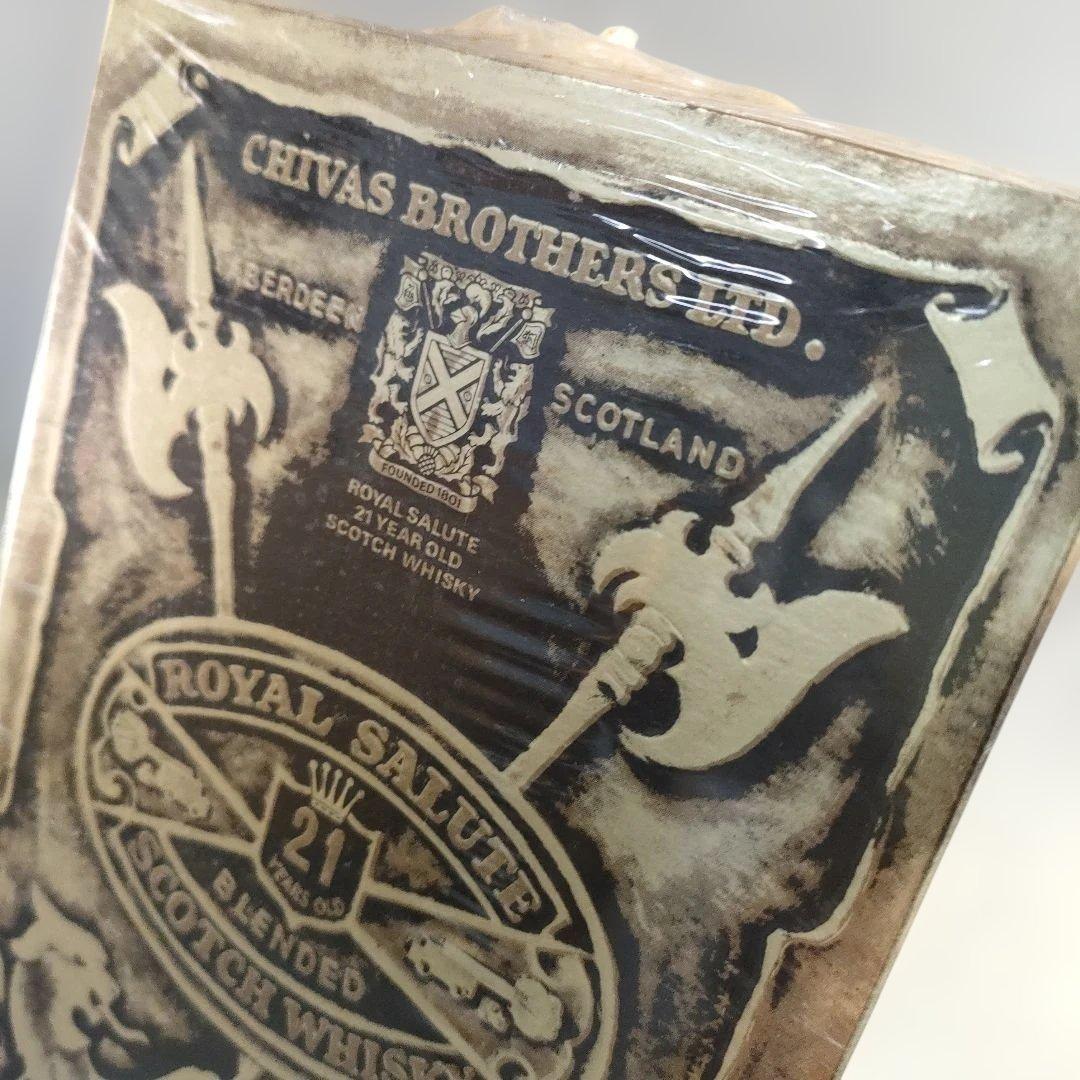 CHIVAS BROTHERS LTD.
ABERDEEN
SCOTLAND
FOUNDED 1801
ROYAL SALUTE
21 YEAR OLD
SCOTCH WHISKY
ROYAL SALUTE
21
YEARS OLD
BLENDED
SCOTCH WHISKY